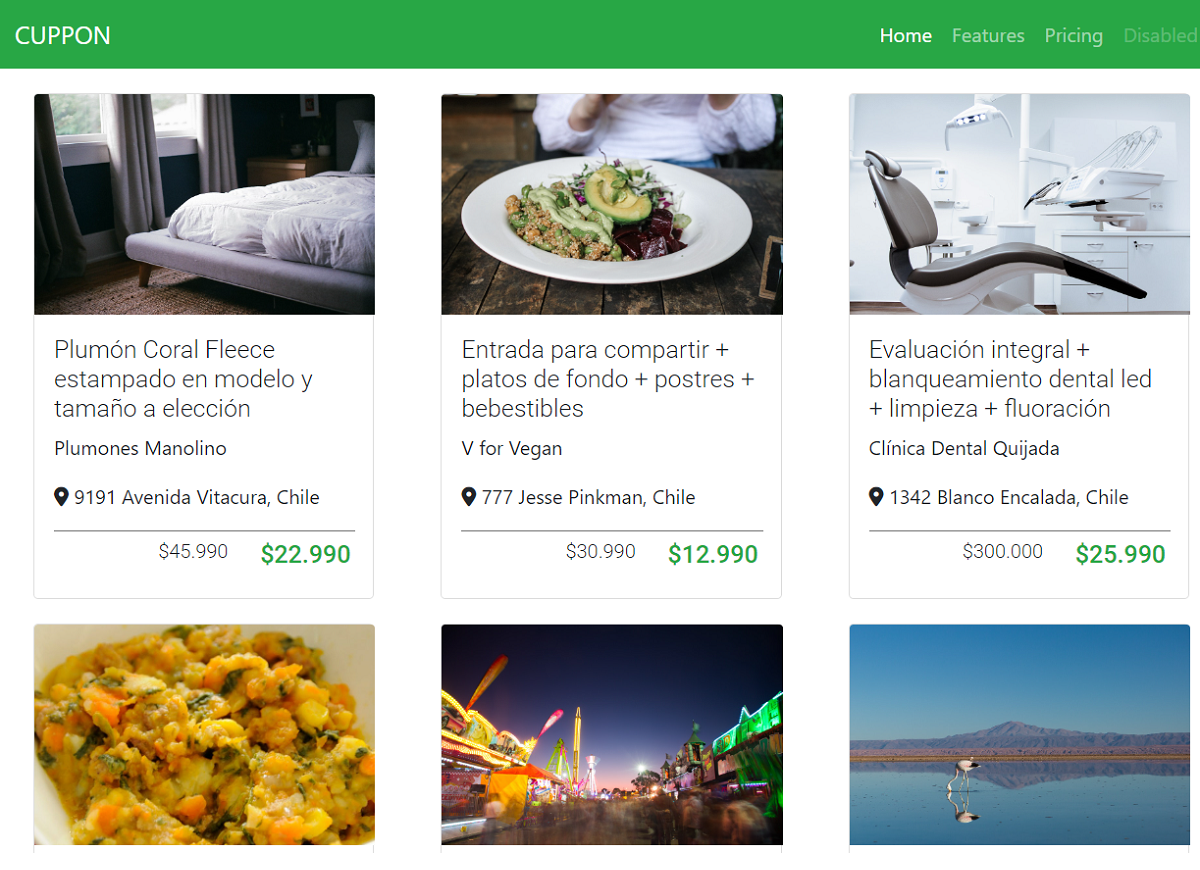 CUPPON
Home Features Pricing Disabled
Plumón Coral Fleece
estampado en modelo y
tamaño a elección
Plumones Manolino
9191 Avenida Vitacura, Chile
$45.990 $22.990
Entrada para compartir +
platos de fondo + postres +
bebestibles
V for Vegan
777 Jesse Pinkman, Chile
$30.990 $12.990
Evaluación integral +
blanqueamiento dental led
+ limpieza + fluoración
Clínica Dental Quijada
1342 Blanco Encalada, Chile
$300.000 $25.990